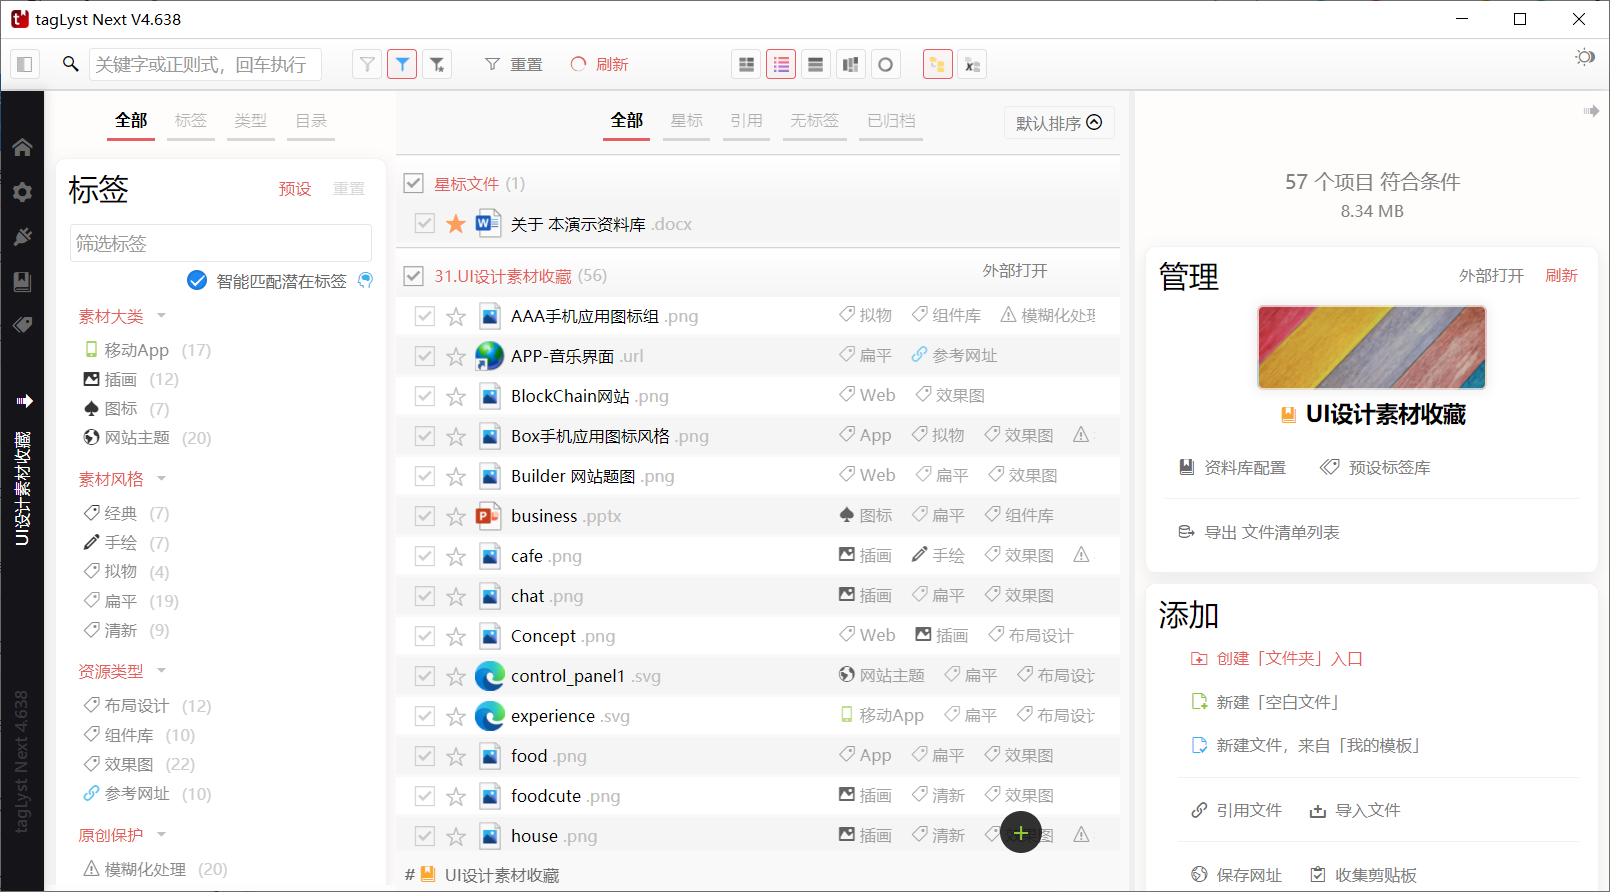 tagLyst Next V4.638
关键字或正则式，回车执行
重置 刷新
UI设计素材收藏
tagLyst Next 4.638
全部 标签 类型 目录
标签 预设 重置
筛选标签
智能匹配潜在标签
素材大类
移动App (17)
插画 (12)
图标 (7)
网站主题 (20)
素材风格
经典 (7)
手绘 (7)
拟物 (4)
扁平 (19)
清新 (9)
资源类型
布局设计 (12)
组件库 (10)
效果图 (22)
参考网址 (10)
原创保护
模糊化处理 (20)
全部 星标 引用 无标签 已归档 默认排序
星标文件 (1)
关于 本演示资料库 .docx
31.UI设计素材收藏 (56) 外部打开
AAA手机应用图标组 .png 拟物 组件库 模糊化处理
APP-音乐界面 .url 扁平 参考网址
BlockChain网站 .png Web 效果图
Box手机应用图标风格 .png App 拟物 效果图
Builder 网站题图 .png Web 扁平 效果图
business .pptx 图标 扁平 组件库
cafe .png 插画 手绘 效果图
chat .png 插画 扁平 效果图
Concept .png Web 插画 布局设计
control_panel1 .svg 网站主题 扁平 布局设计
experience .svg 移动App 扁平 布局设计
food .png App 扁平 效果图
foodcute .png 插画 清新 效果图
house .png 插画 清新 图
# UI设计素材收藏
57 个项目 符合条件
8.34 MB
管理 外部打开 刷新
UI设计素材收藏
资料库配置 预设标签库
导出 文件清单列表
添加
创建「文件夹」入口
新建「空白文件」
新建文件，来自「我的模板」
引用文件 导入文件
保存网址 收集剪贴板